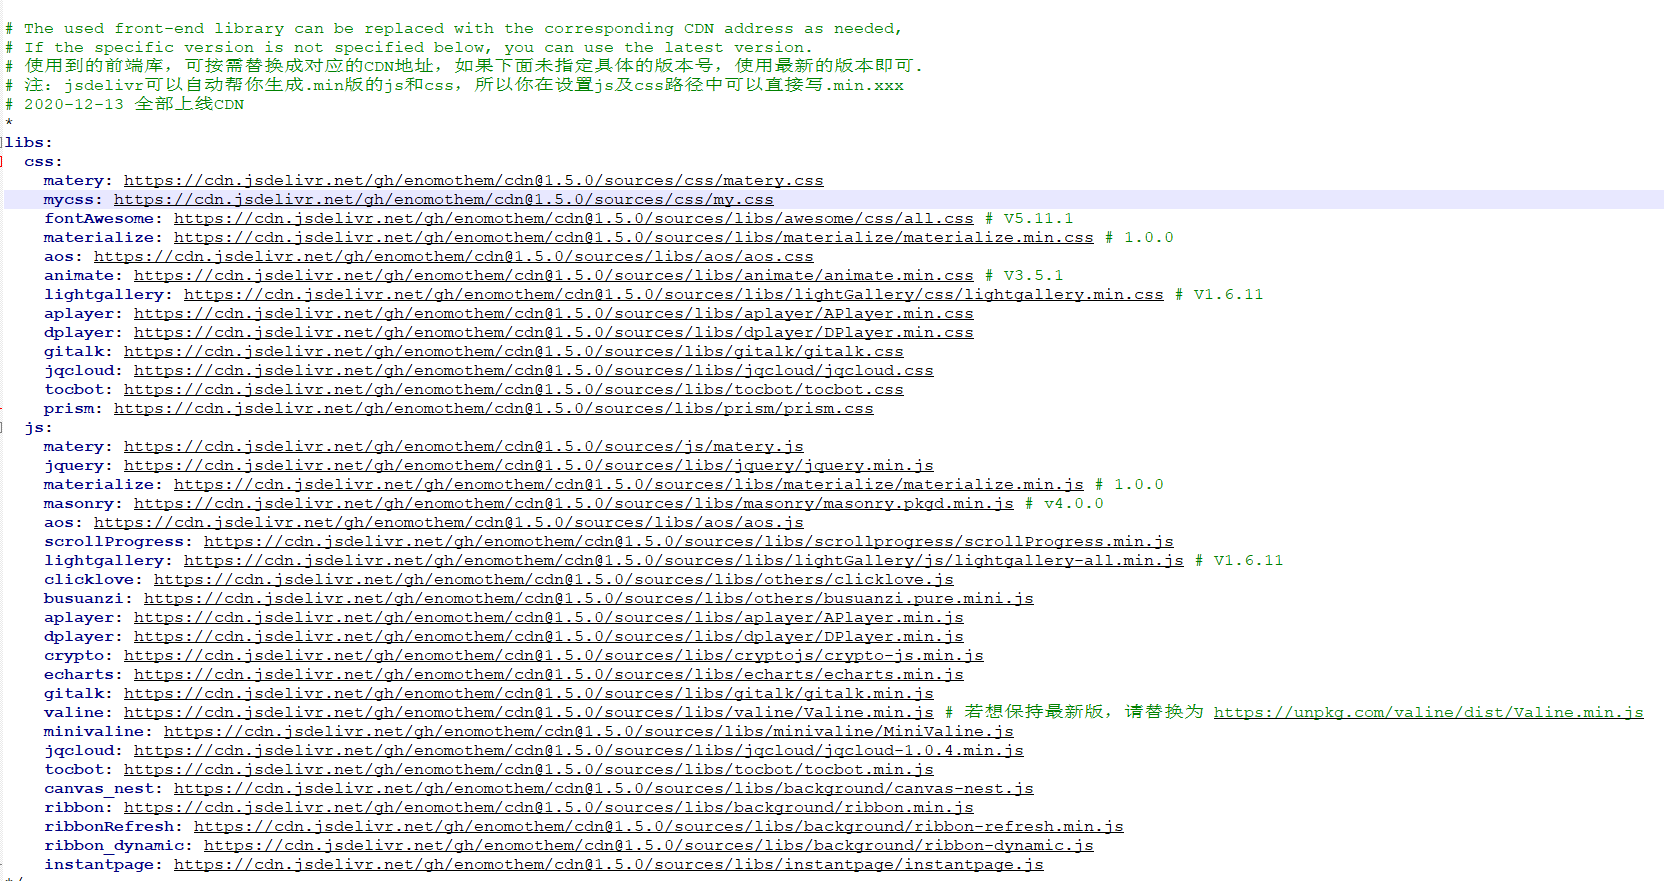 # The used front-end library can be replaced with the corresponding CDN address as needed,
# If the specific version is not specified below, you can use the latest version.
# 使用到的前端库，可按需替换成对应的CDN地址，如果下面未指定具体的版本号，使用最新的版本即可.
# 注：jsdelivr可以自动帮你生成.min版的js和css，所以你在设置js及css路径中可以直接写.min.xxx
# 2020-12-13 全部上线CDN
*
libs:
css:
matery: https://cdn.jsdelivr.net/gh/enomothem/cdn@1.5.0/sources/css/matery.css
mycss: https://cdn.jsdelivr.net/gh/enomothem/cdn@1.5.0/sources/css/my.css
fontAwesome: https://cdn.jsdelivr.net/gh/enomothem/cdn@1.5.0/sources/libs/awesome/css/all.css # V5.11.1
materialize: https://cdn.jsdelivr.net/gh/enomothem/cdn@1.5.0/sources/libs/materialize/materialize.min.css # 1.0.0
aos: https://cdn.jsdelivr.net/gh/enomothem/cdn@1.5.0/sources/libs/aos/aos.css
animate: https://cdn.jsdelivr.net/gh/enomothem/cdn@1.5.0/sources/libs/animate/animate.min.css # V3.5.1
lightgallery: https://cdn.jsdelivr.net/gh/enomothem/cdn@1.5.0/sources/libs/lightGallery/css/lightgallery.min.css # V1.6.11
aplayer: https://cdn.jsdelivr.net/gh/enomothem/cdn@1.5.0/sources/libs/aplayer/APlayer.min.css
dplayer: https://cdn.jsdelivr.net/gh/enomothem/cdn@1.5.0/sources/libs/dplayer/DPlayer.min.css
gitalk: https://cdn.jsdelivr.net/gh/enomothem/cdn@1.5.0/sources/libs/gitalk/gitalk.css
jqcloud: https://cdn.jsdelivr.net/gh/enomothem/cdn@1.5.0/sources/libs/jqcloud/jqcloud.css
tocbot: https://cdn.jsdelivr.net/gh/enomothem/cdn@1.5.0/sources/libs/tocbot/tocbot.css
prism: https://cdn.jsdelivr.net/gh/enomothem/cdn@1.5.0/sources/libs/prism/prism.css
js:
matery: https://cdn.jsdelivr.net/gh/enomothem/cdn@1.5.0/sources/js/matery.js
jquery: https://cdn.jsdelivr.net/gh/enomothem/cdn@1.5.0/sources/libs/jquery/jquery.min.js
materialize: https://cdn.jsdelivr.net/gh/enomothem/cdn@1.5.0/sources/libs/materialize/materialize.min.js # 1.0.0
masonry: https://cdn.jsdelivr.net/gh/enomothem/cdn@1.5.0/sources/libs/masonry/masonry.pkgd.min.js # v4.0.0
aos: https://cdn.jsdelivr.net/gh/enomothem/cdn@1.5.0/sources/libs/aos/aos.js
scrollProgress: https://cdn.jsdelivr.net/gh/enomothem/cdn@1.5.0/sources/libs/scrollprogress/scrollProgress.min.js
lightgallery: https://cdn.jsdelivr.net/gh/enomothem/cdn@1.5.0/sources/libs/lightGallery/js/lightgallery-all.min.js # V1.6.11
clicklove: https://cdn.jsdelivr.net/gh/enomothem/cdn@1.5.0/sources/libs/others/clicklove.js
busuanzi: https://cdn.jsdelivr.net/gh/enomothem/cdn@1.5.0/sources/libs/others/busuanzi.pure.mini.js
aplayer: https://cdn.jsdelivr.net/gh/enomothem/cdn@1.5.0/sources/libs/aplayer/APlayer.min.js
dplayer: https://cdn.jsdelivr.net/gh/enomothem/cdn@1.5.0/sources/libs/dplayer/DPlayer.min.js
crypto: https://cdn.jsdelivr.net/gh/enomothem/cdn@1.5.0/sources/libs/cryptojs/crypto-js.min.js
echarts: https://cdn.jsdelivr.net/gh/enomothem/cdn@1.5.0/sources/libs/echarts/echarts.min.js
gitalk: https://cdn.jsdelivr.net/gh/enomothem/cdn@1.5.0/sources/libs/gitalk/gitalk.min.js
valine: https://cdn.jsdelivr.net/gh/enomothem/cdn@1.5.0/sources/libs/valine/Valine.min.js # 若想保持最新版，请替换为 https://unpkg.com/valine/dist/Valine.min.js
minivaline: https://cdn.jsdelivr.net/gh/enomothem/cdn@1.5.0/sources/libs/minivaline/MiniValine.js
jqcloud: https://cdn.jsdelivr.net/gh/enomothem/cdn@1.5.0/sources/libs/jqcloud/jqcloud-1.0.4.min.js
tocbot: https://cdn.jsdelivr.net/gh/enomothem/cdn@1.5.0/sources/libs/tocbot/tocbot.min.js
canvas_nest: https://cdn.jsdelivr.net/gh/enomothem/cdn@1.5.0/sources/libs/background/canvas-nest.js
ribbon: https://cdn.jsdelivr.net/gh/enomothem/cdn@1.5.0/sources/libs/background/ribbon.min.js
ribbonRefresh: https://cdn.jsdelivr.net/gh/enomothem/cdn@1.5.0/sources/libs/background/ribbon-refresh.min.js
ribbon_dynamic: https://cdn.jsdelivr.net/gh/enomothem/cdn@1.5.0/sources/libs/background/ribbon-dynamic.js
instantpage: https://cdn.jsdelivr.net/gh/enomothem/cdn@1.5.0/sources/libs/instantpage/instantpage.js